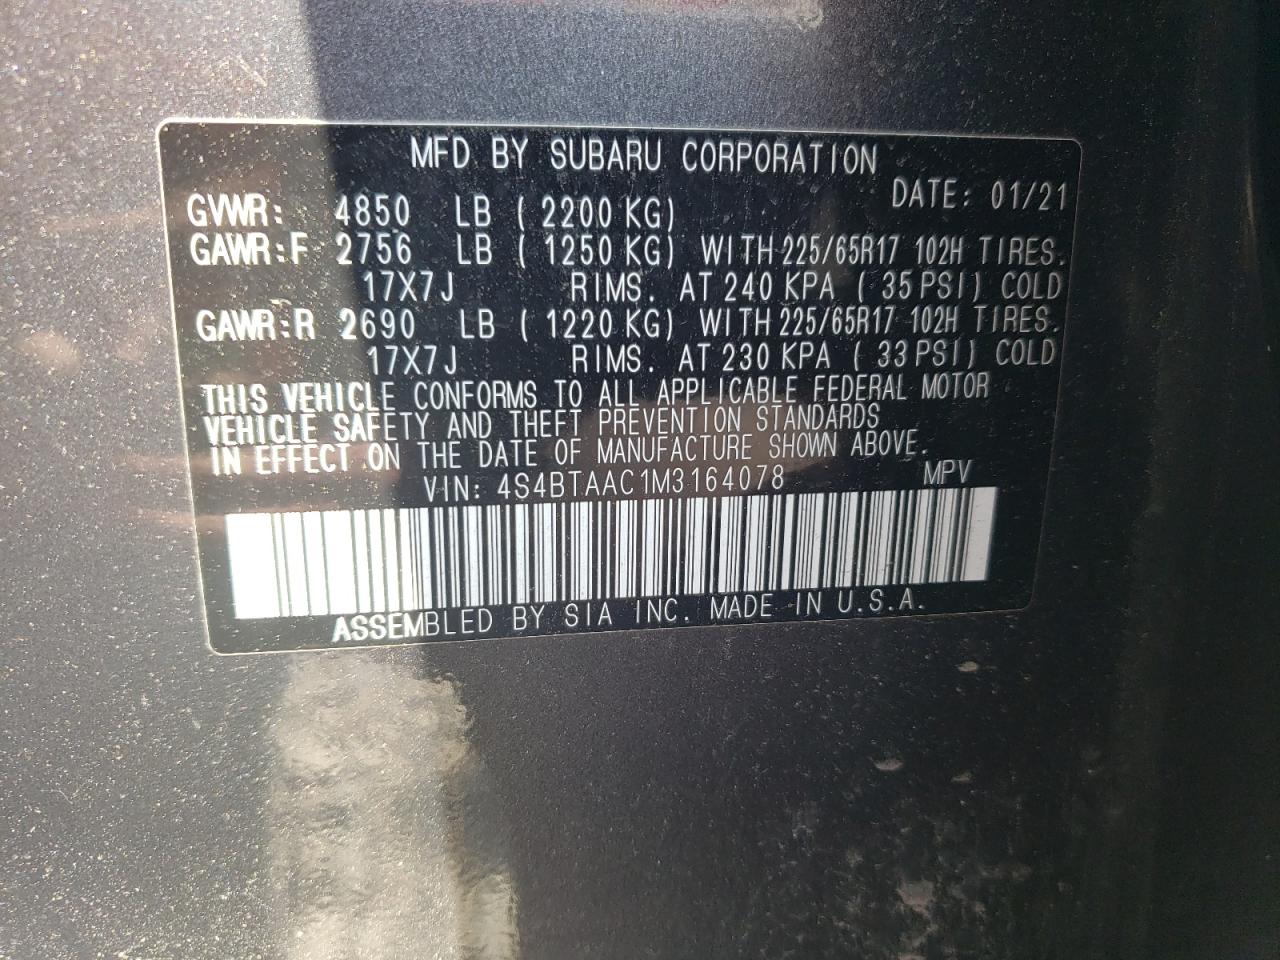 MFD BY SUBARU CORPORATION
DATE: 01/21
GVWR: 4850 LB ( 2200 KG)
GAWR:F 2756 LB ( 1250 KG) WITH 225/65R17 102H TIRES.
17X7J RIMS. AT 240 KPA ( 35 PSI) COLD
GAWR:R 2690 LB ( 1220 KG) WITH 225/65R17 102H TIRES.
17X7J RIMS. AT 230 KPA ( 33 PSI) COLD
THIS VEHICLE CONFORMS TO ALL APPLICABLE FEDERAL MOTOR
VEHICLE SAFETY AND THEFT PREVENTION STANDARDS
IN EFFECT ON THE DATE OF MANUFACTURE SHOWN ABOVE.
VIN: 4S4BTAAC1M3164078 MPV
ASSEMBLED BY SIA INC. MADE IN U.S.A.